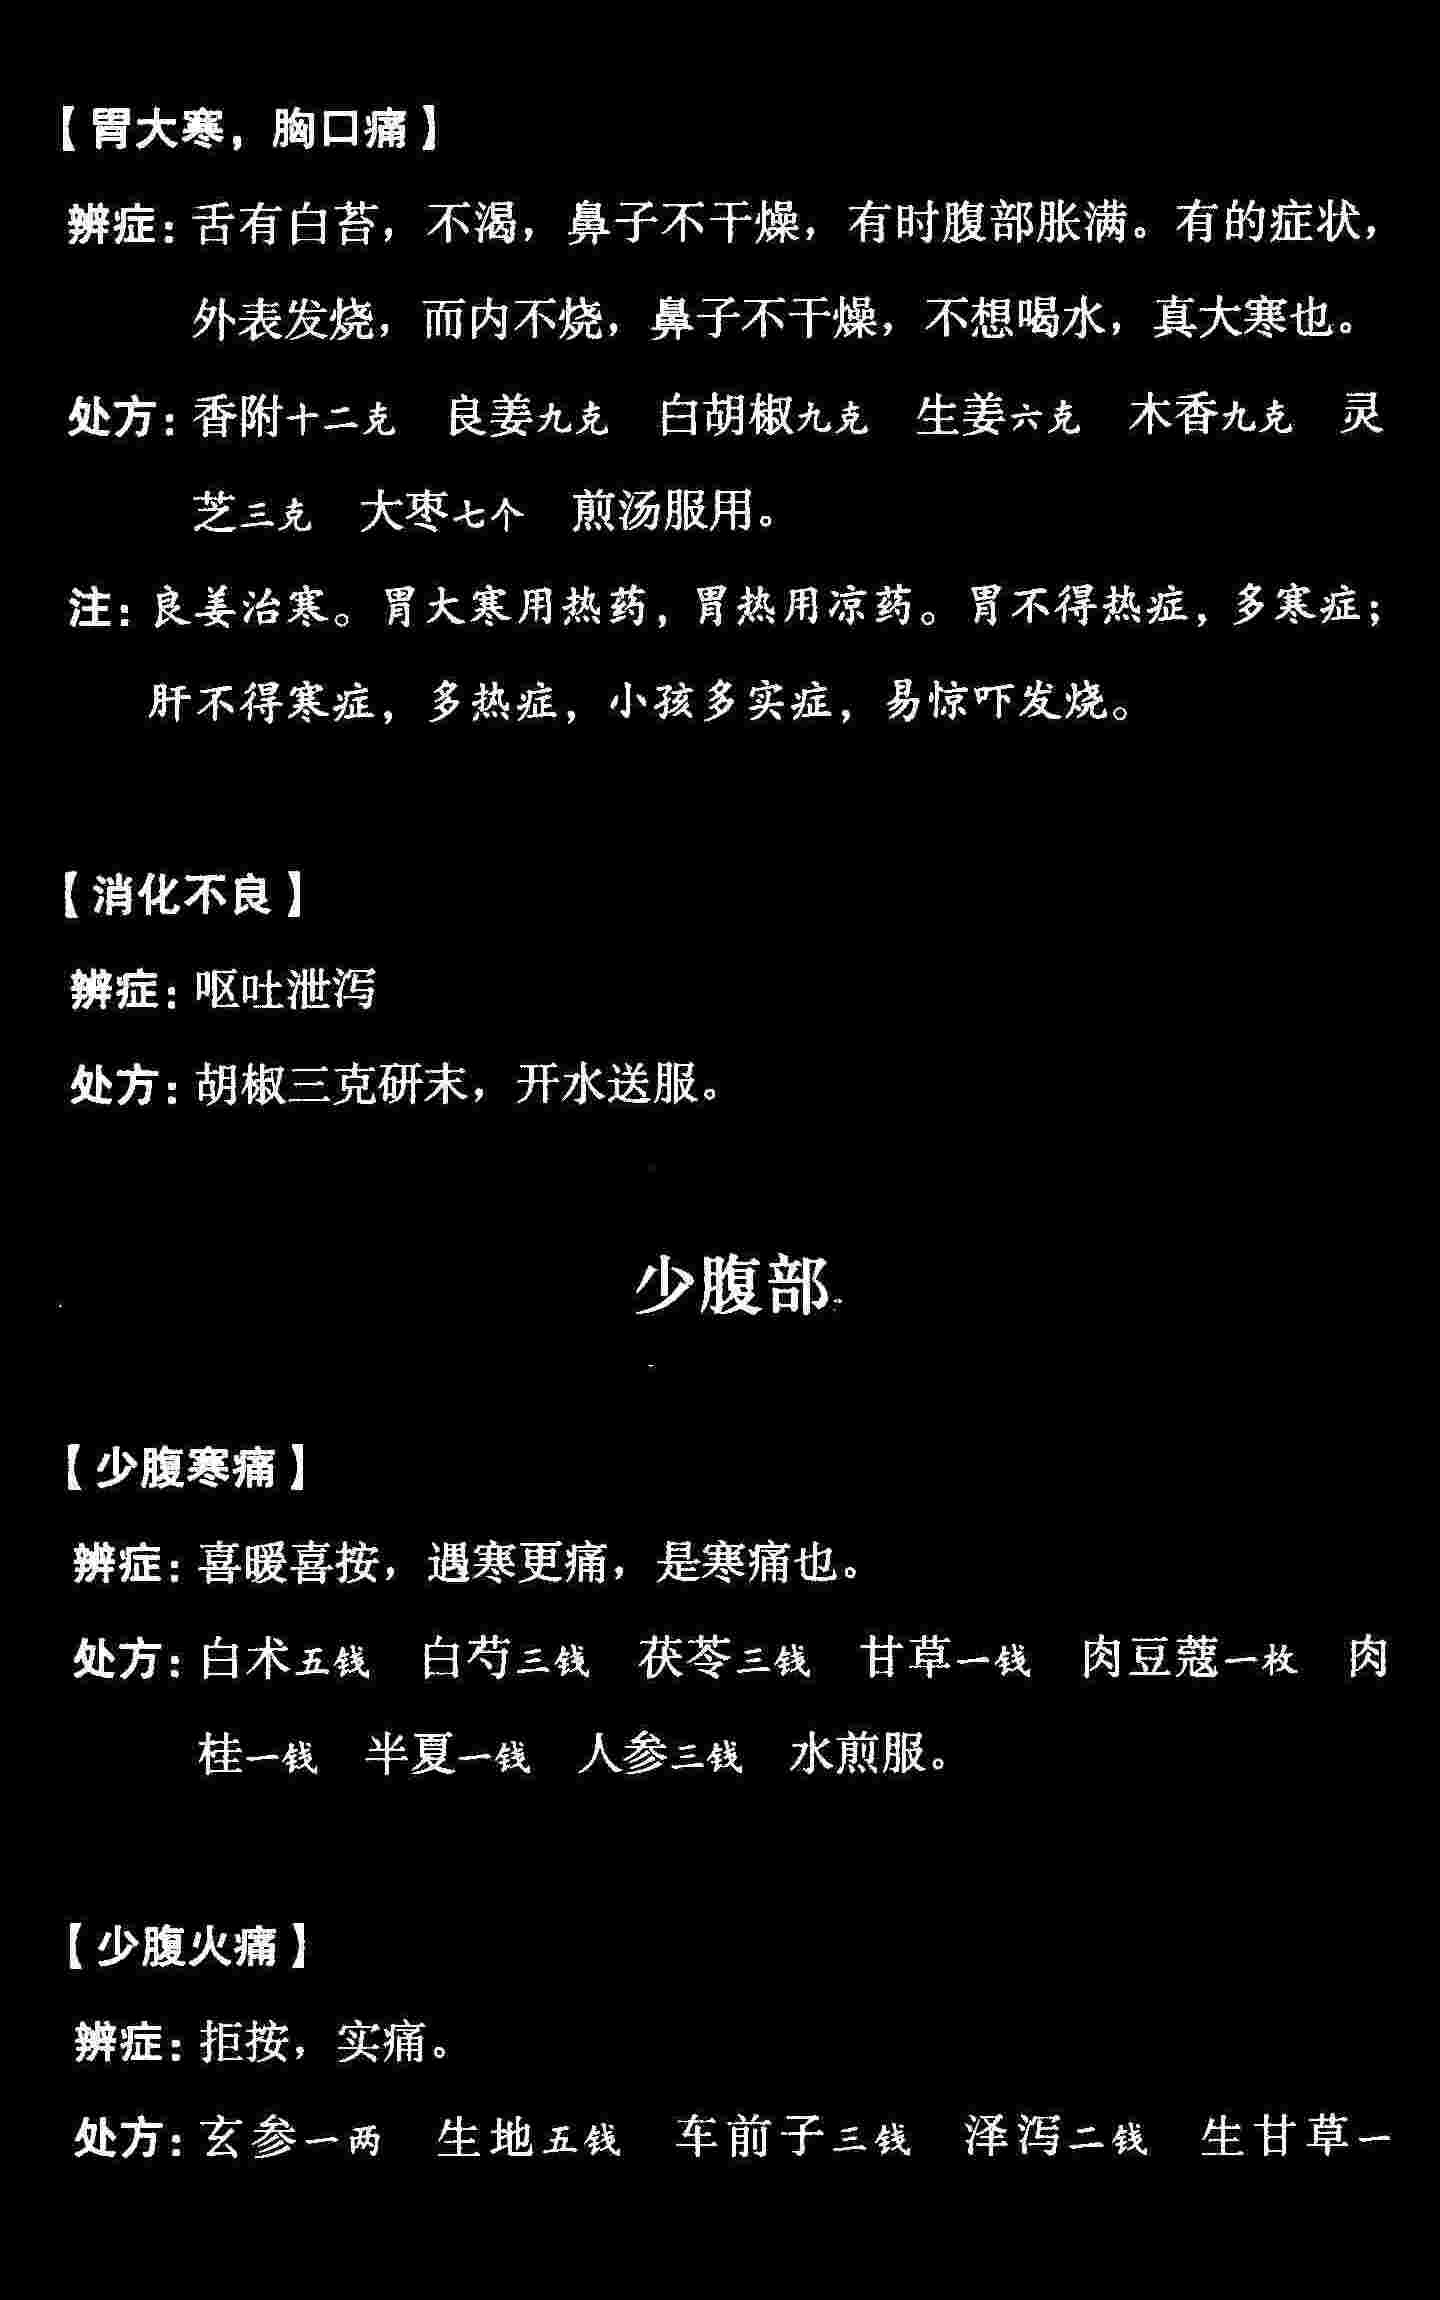 【胃大寒，胸口痛】
辨症：舌有白苔，不渴，鼻子不干燥，有时腹部胀满。有的症状，
外表发烧，而内不烧，鼻子不干燥，不想喝水，真大寒也。
处方：香附十二克　良姜九克　白胡椒九克　生姜六克　木香九克　灵
芝三克　大枣七个　煎汤服用。
注：良姜治寒。胃大寒用热药，胃热用凉药。胃不得热症，多寒症；
肝不得寒症，多热症，小孩多实症，易惊吓发烧。
【消化不良】
辨症：呕吐泄泻
处方：胡椒三克研末，开水送服。
少腹部
【少腹寒痛】
辨症：喜暖喜按，遇寒更痛，是寒痛也。
处方：白术五钱　白芍三钱　茯苓三钱　甘草一钱　肉豆蔻一枚　肉
桂一钱　半夏一钱　人参三钱　水煎服。
【少腹火痛】
辨症：拒按，实痛。
处方：玄参一两　生地五钱　车前子三钱　泽泻二钱　生甘草一